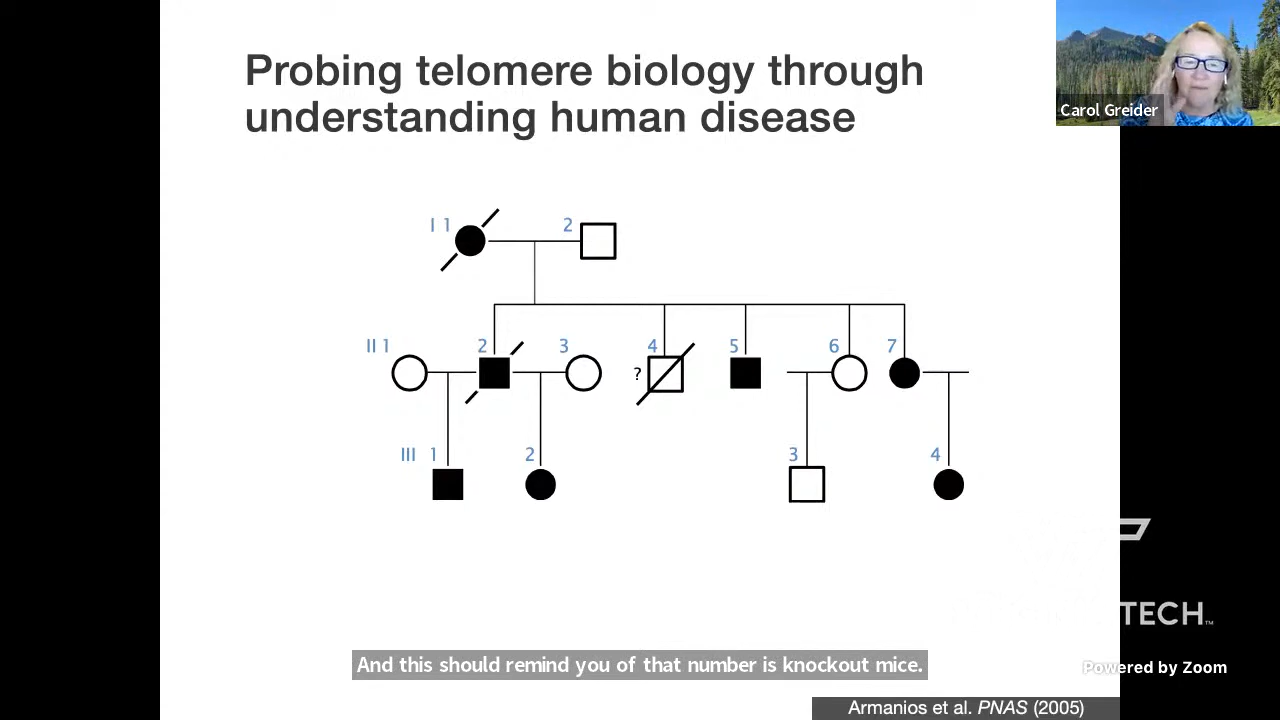 Probing telomere biology through
understanding human disease
Carol Greider
I 1
2
II 1
2
3
4
5
6
7
?
III 1
2
3
4
TECH™
And this should remind you of that number is knockout mice.
Powered by Zoom
Armanios et al. PNAS (2005)